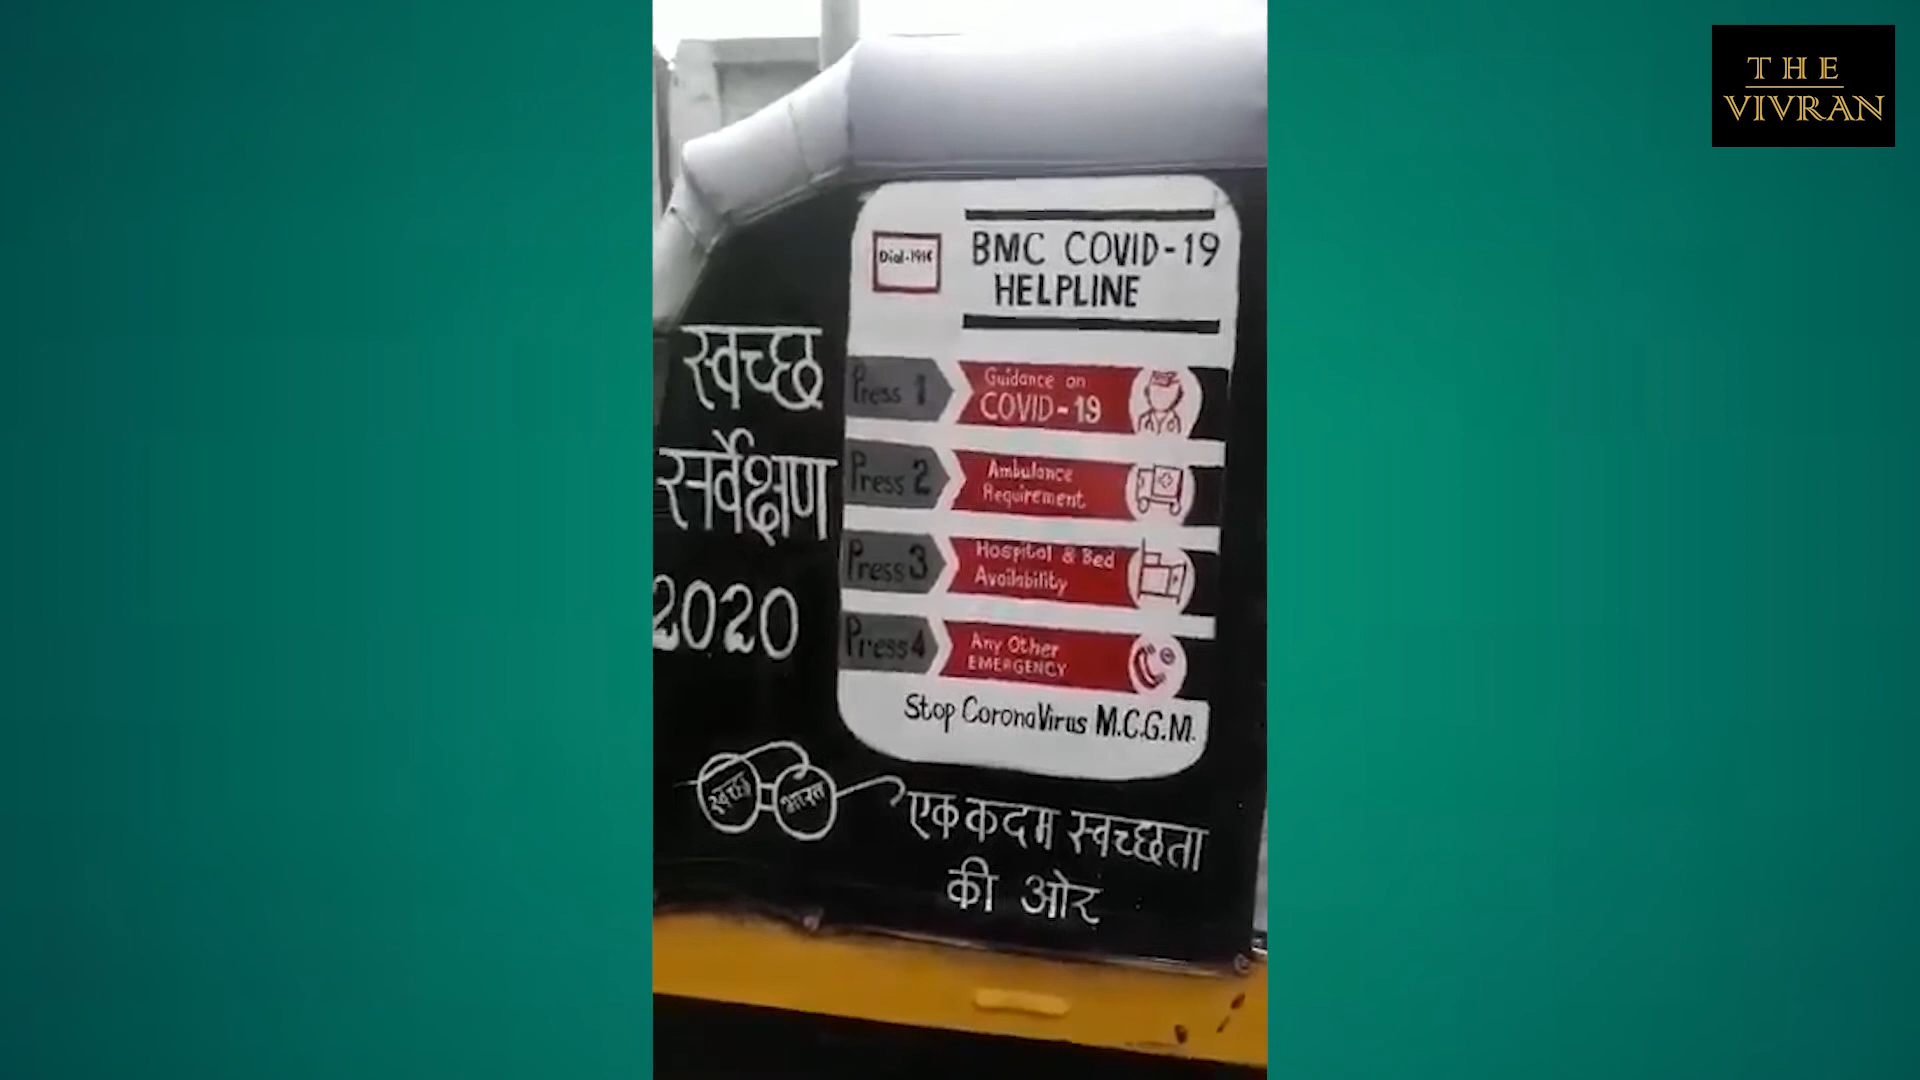 THE
VIVRAN
BMC COVID-19
HELPLINE
Press 1
Guidance on
COVID-19
Press 2
Ambulance
Requirement
Press 3
Hospital & Bed
Availability
Press 4
Any Other
EMERGENCY
Stop CoronaVirus M.C.G.M.
स्वच्छ
सर्वेक्षण
2020
स्वच्छ भारत
एक कदम स्वच्छता
की ओर